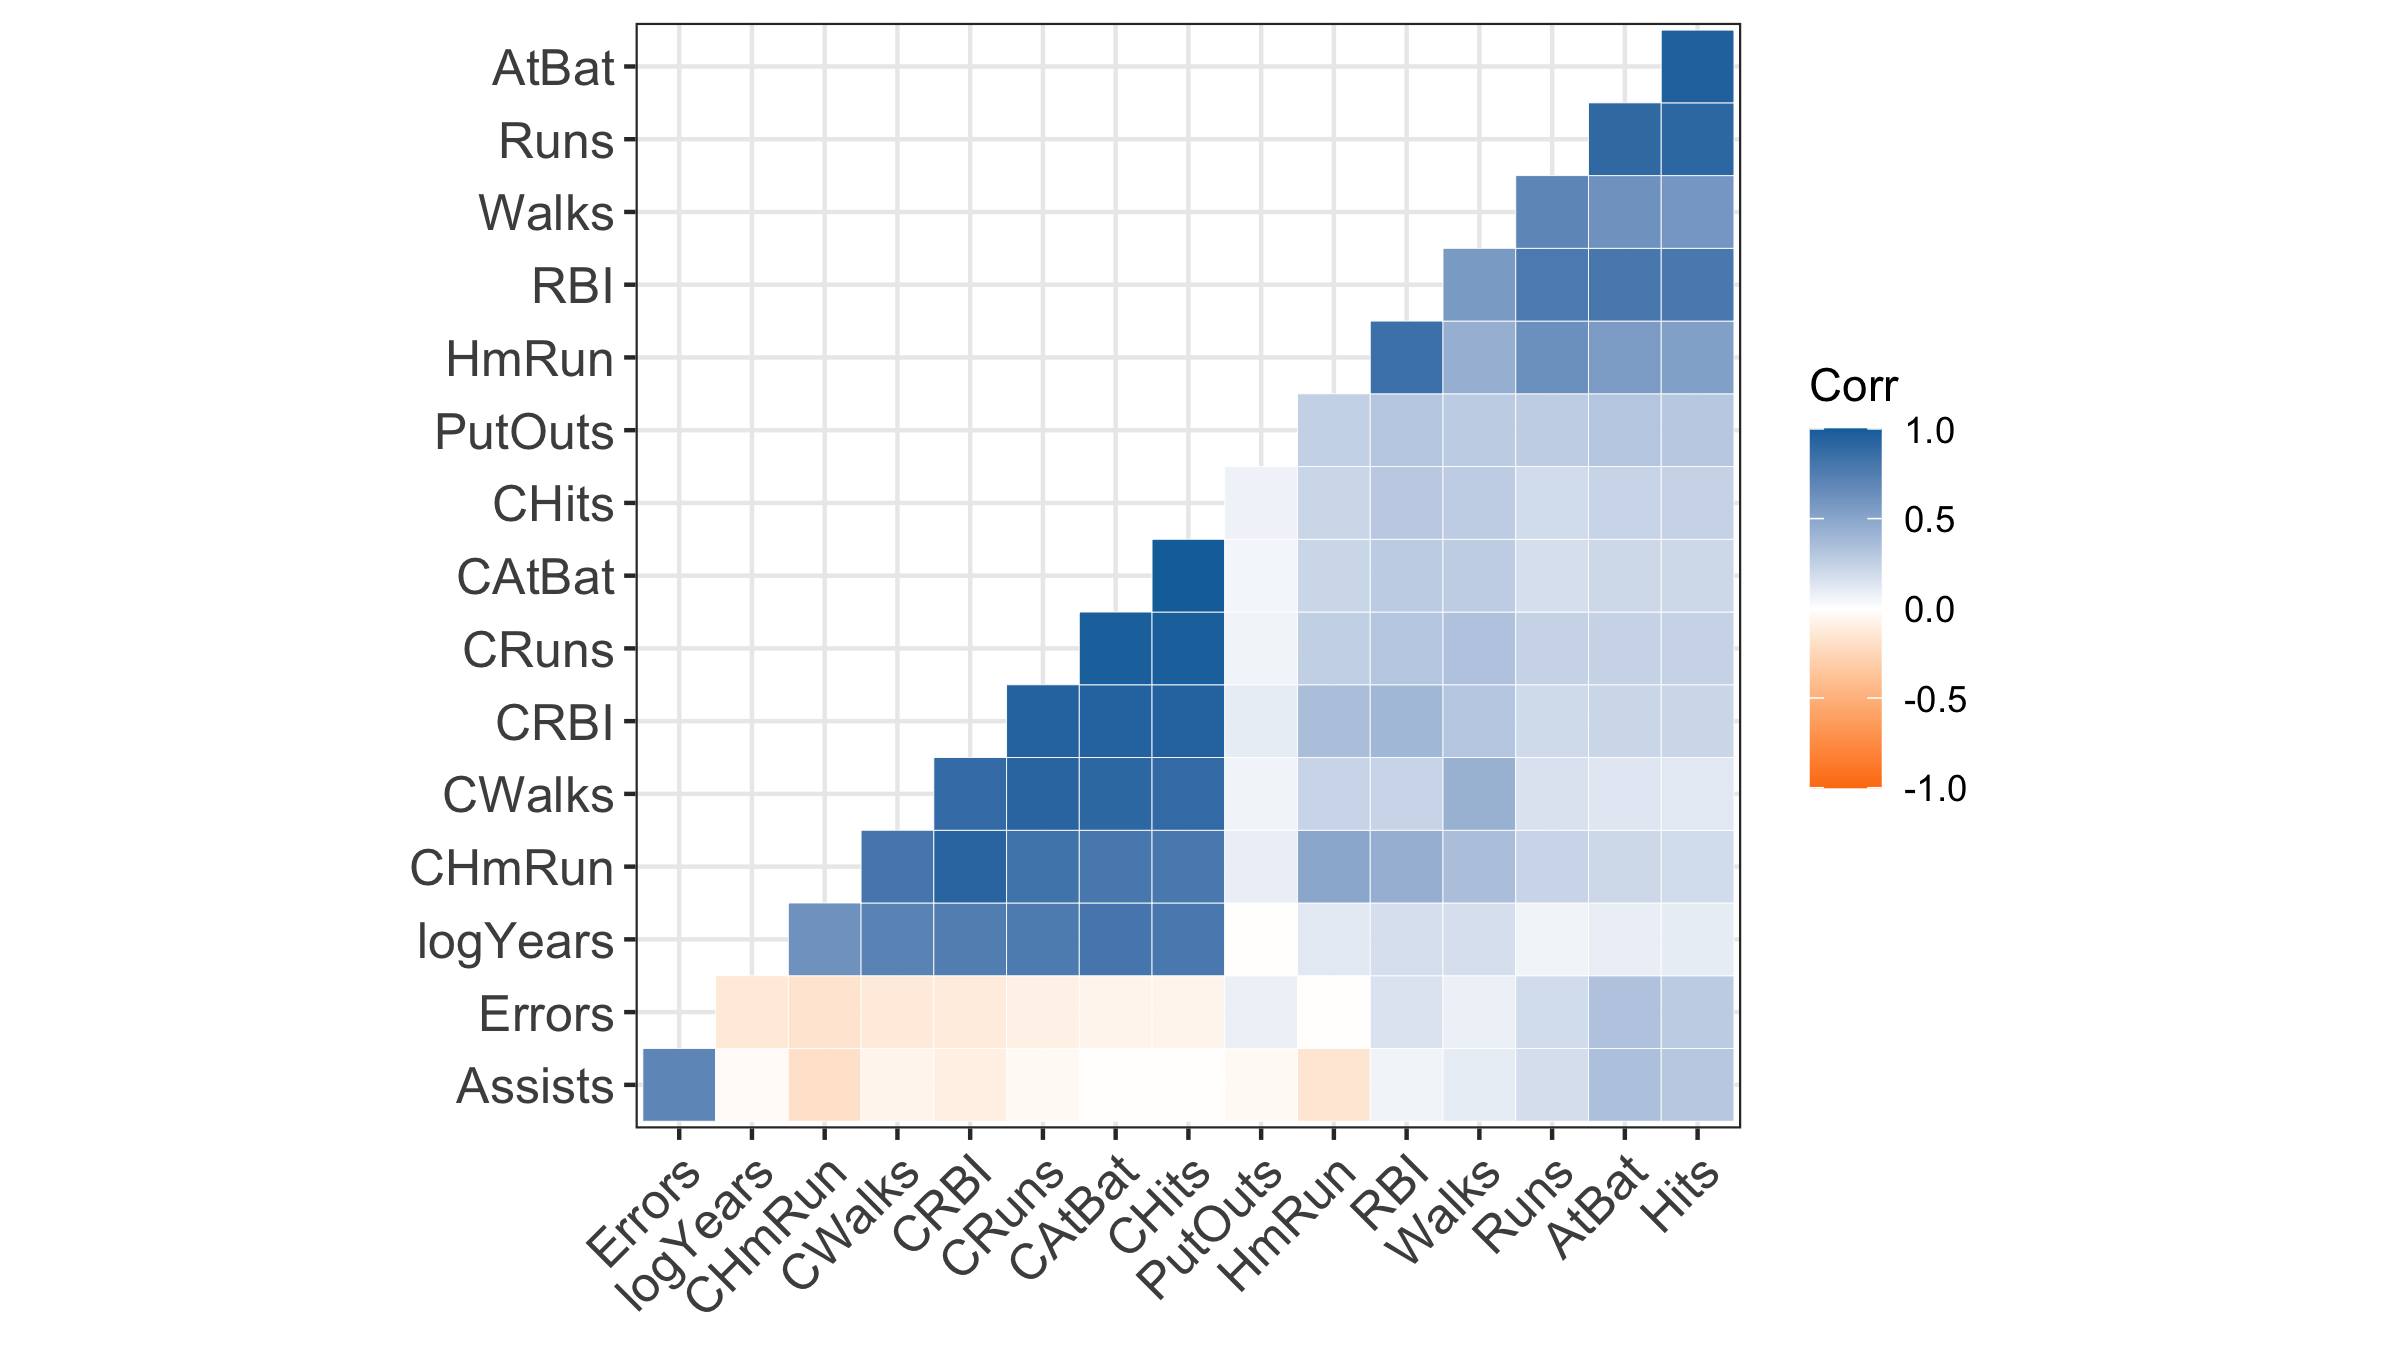 AtBat
Runs
Walks
RBI
HmRun
PutOuts
CHits
CAtBat
CRuns
CRBI
CWalks
CHmRun
logYears
Errors
Assists
Errors
logYears
CHmRun
CWalks
CRBI
CRuns
CAtBat
CHits
PutOuts
HmRun
RBI
Walks
Runs
AtBat
Hits
Corr
1.0
0.5
0.0
-0.5
-1.0